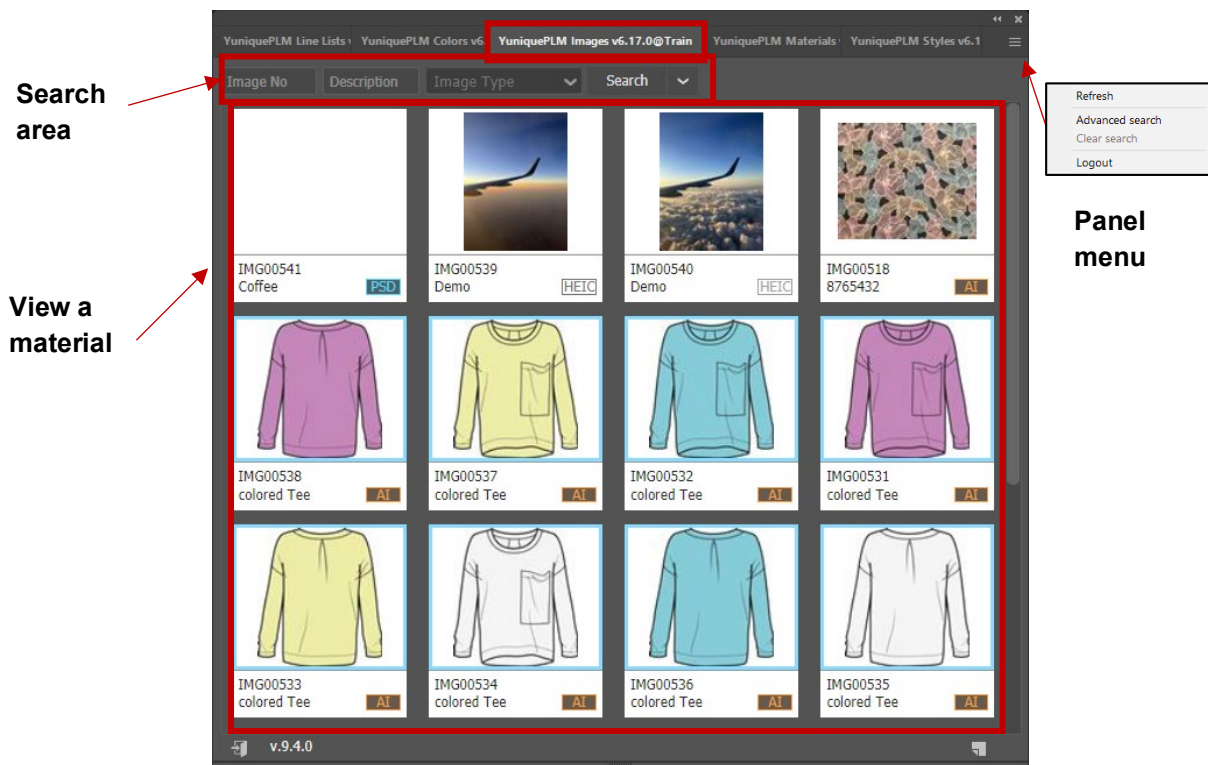 YuniquePLM Line Lists
YuniquePLM Colors v6
YuniquePLM Images v6.17.0@Train
YuniquePLM Materials
YuniquePLM Styles v6.1
Search
area
Image No
Description
Image Type
Search
Refresh
Advanced search
Clear search
Logout
Panel
menu
View a
material
IMG00541
Coffee
PSD
IMG00539
Demo
HEIC
IMG00540
Demo
HEIC
IMG00518
8765432
AI
IMG00538
colored Tee
AI
IMG00537
colored Tee
AI
IMG00532
colored Tee
AI
IMG00531
colored Tee
AI
IMG00533
colored Tee
AI
IMG00534
colored Tee
AI
IMG00536
colored Tee
AI
IMG00535
colored Tee
AI
v.9.4.0